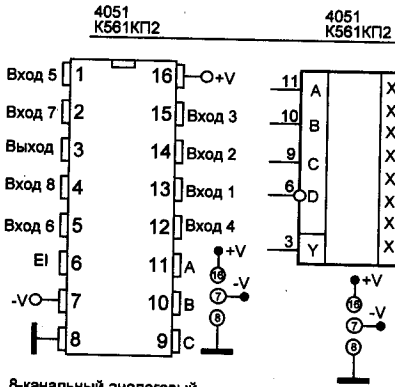 4051
К561КП2
4051
К561КП2
Вход 5 1 16 +V
Вход 7 2 15 Вход 3
Выход 3 14 Вход 2
Вход 8 4 13 Вход 1
Вход 6 5 12 Вход 4
EI 6 11 A
-V 7 10 B
8 9 C
+V
16
7 -V
8
11 A X
10 B X
9 C X
6 D X
X
X
3 Y X
X
+V
16
7 -V
8
8-канальный аналоговый